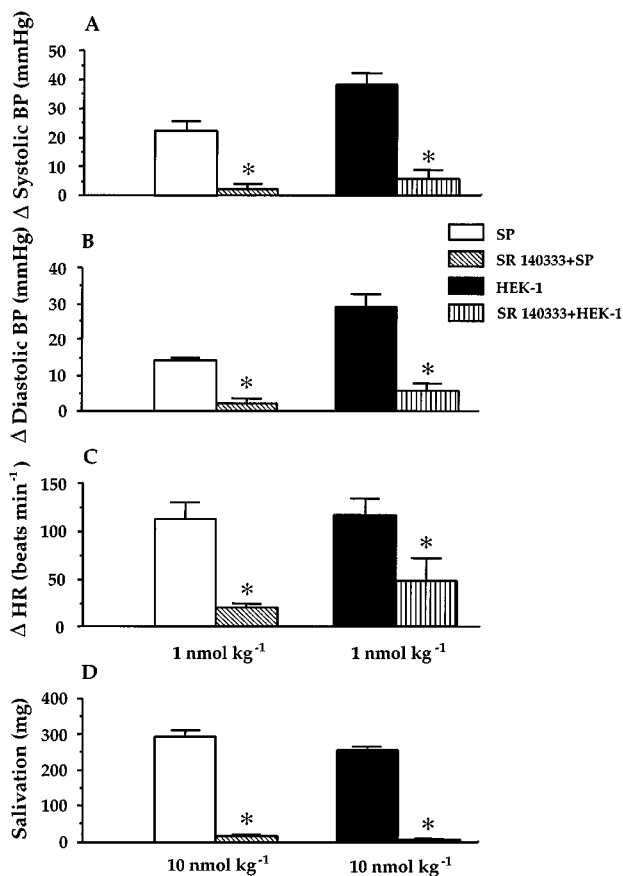 A
Δ Systolic BP (mmHg)
50
40
30
20
10
0
*
*
B
Δ Diastolic BP (mmHg)
40
30
20
10
0
*
*
SP
SR 140333+SP
HEK-1
SR 140333+HEK-1
C
Δ HR (beats min⁻¹)
150
100
50
0
*
*
1 nmol kg⁻¹
1 nmol kg⁻¹
D
Salivation (mg)
400
300
200
100
0
*
*
10 nmol kg⁻¹
10 nmol kg⁻¹